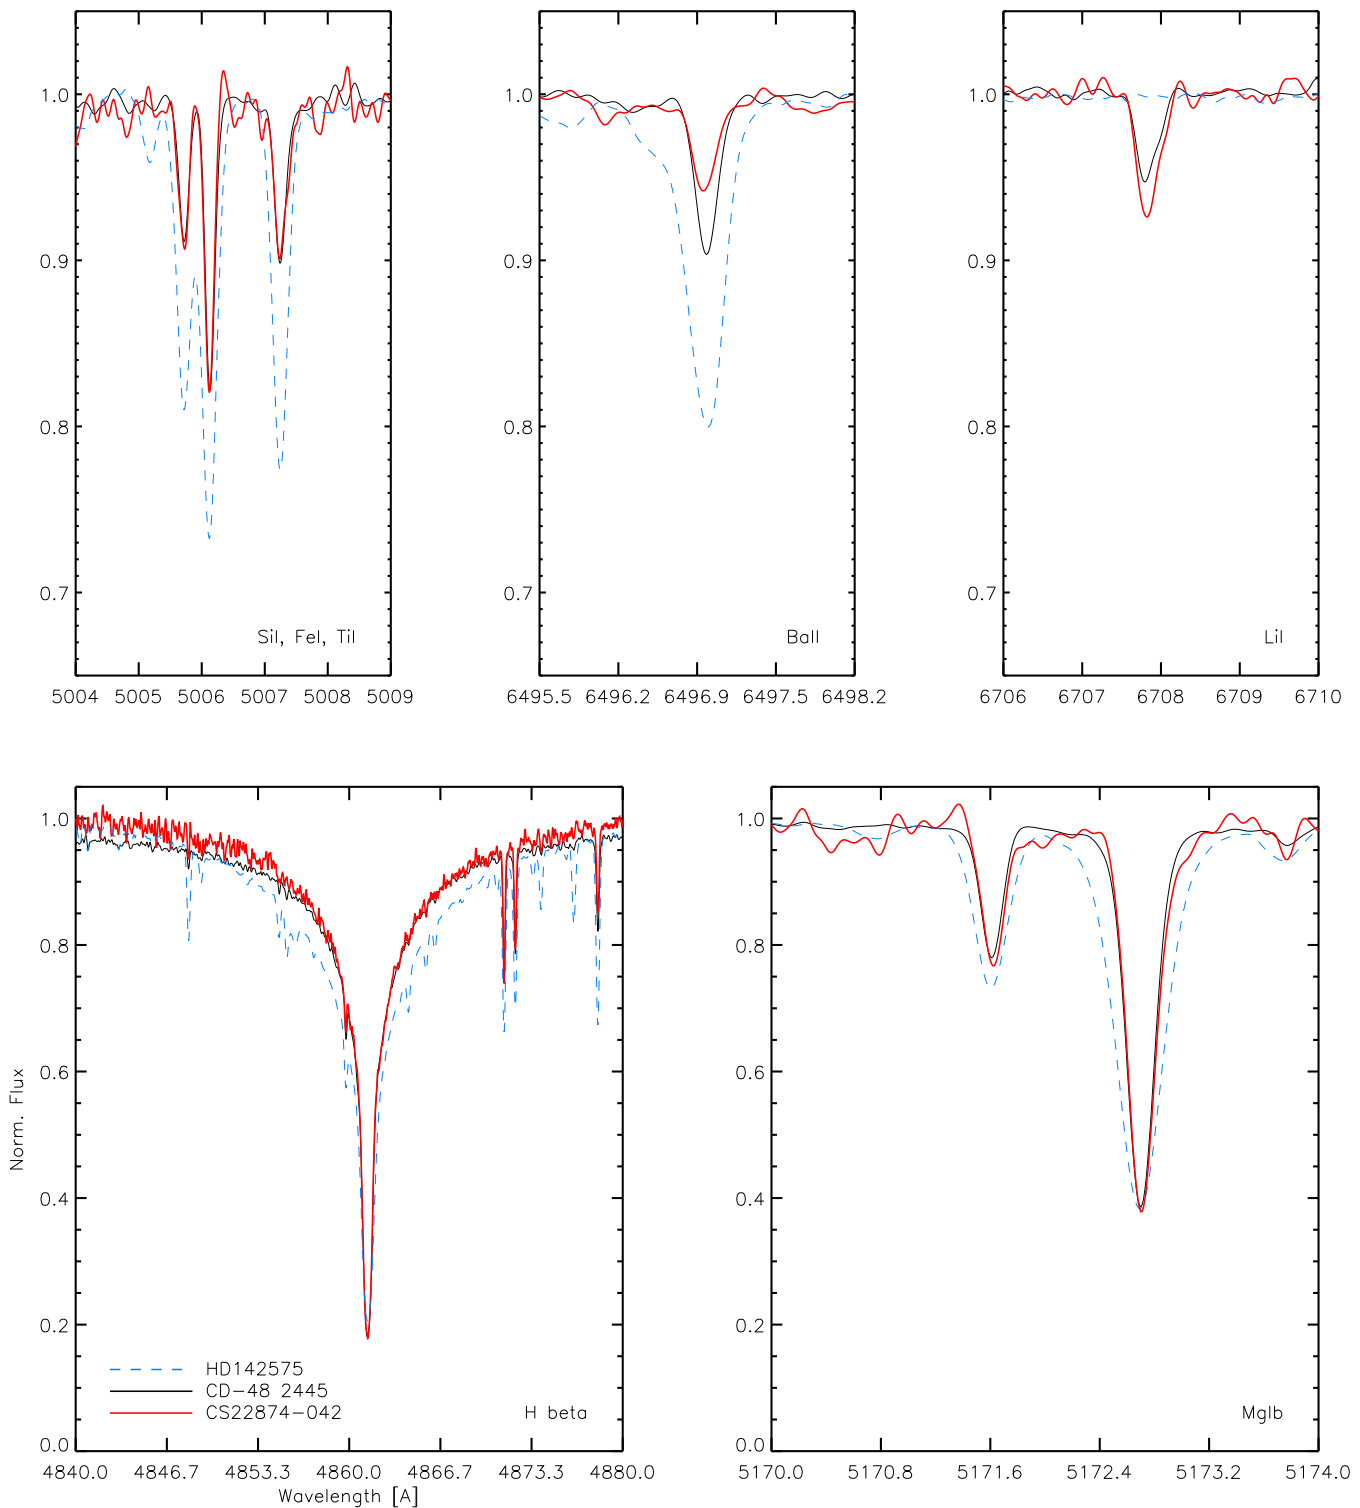 1.0
0.9
0.8
0.7
SiI, FeI, TiI
5004 5005 5006 5007 5008 5009
1.0
0.9
0.8
0.7
BaII
6495.5 6496.2 6496.9 6497.5 6498.2
1.0
0.9
0.8
0.7
LiI
6706 6707 6708 6709 6710
1.0
0.8
0.6
0.4
0.2
0.0
Norm. Flux
HD142575
CD-48 2445
CS22874-042
H beta
4840.0 4846.7 4853.3 4860.0 4866.7 4873.3 4880.0
Wavelength [A]
1.0
0.8
0.6
0.4
0.2
0.0
MgIb
5170.0 5170.8 5171.6 5172.4 5173.2 5174.0